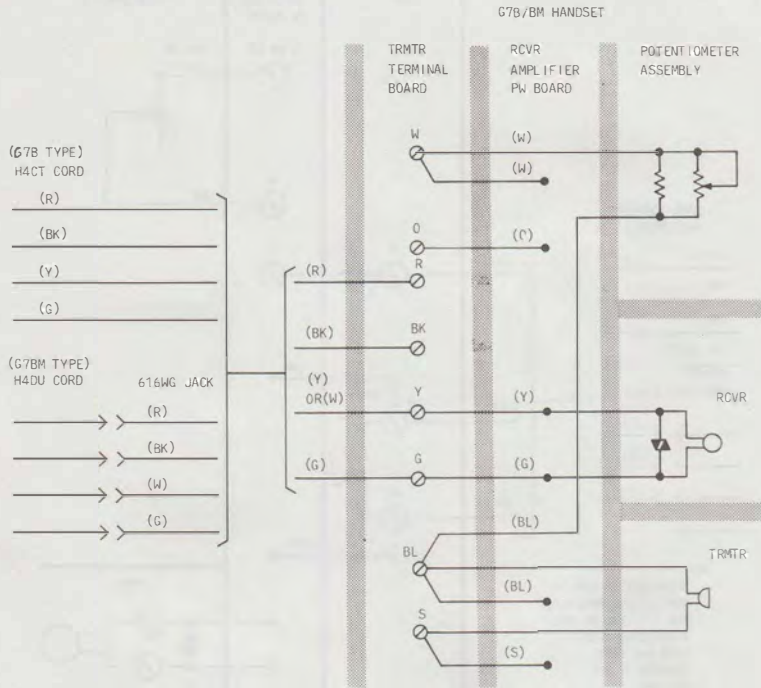 G7B/BM HANDSET
TRMTR
TERMINAL
BOARD
RCVR
AMPLIFIER
PW BOARD
POTENTIOMETER
ASSEMBLY
(G7B TYPE)
H4CT CORD
(R)
(BK)
(Y)
(G)
(G7BM TYPE)
H4DU CORD
616WG JACK
(R)
(BK)
(W)
(G)
(R)
(BK)
(Y)
OR(W)
(G)
W
O
R
BK
Y
G
BL
S
(W)
(W)
(Y)
(G)
(BL)
(BL)
(S)
RCVR
TRMTR